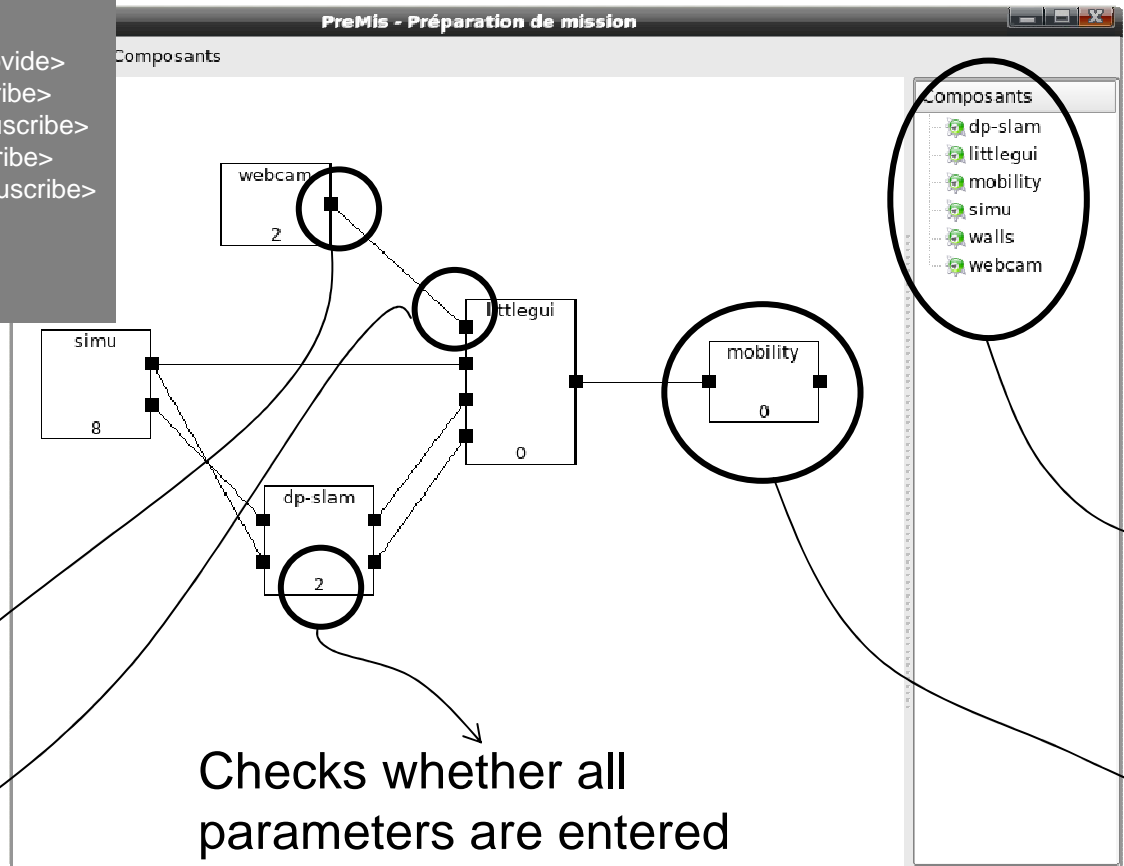 PreMis - Préparation de mission
vide>
ribe>
uscribe>
ribe>
uscribe>
Composants
Composants
dp-slam
littlegui
mobility
simu
walls
webcam
webcam
2
littlegui
0
simu
8
mobility
0
dp-slam
2
Checks whether all
parameters are entered